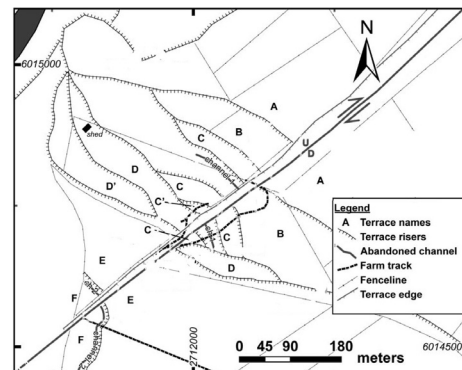 N
6015000
A
B
C
shed
channel
U
D
A
D
C
D'
C'
C
C
B
D
E
E
F
F
channel
Legend
A Terrace names
Terrace risers
Abandoned channel
Farm track
Fenceline
Terrace edge
2712000
6014500
0 45 90 180
meters